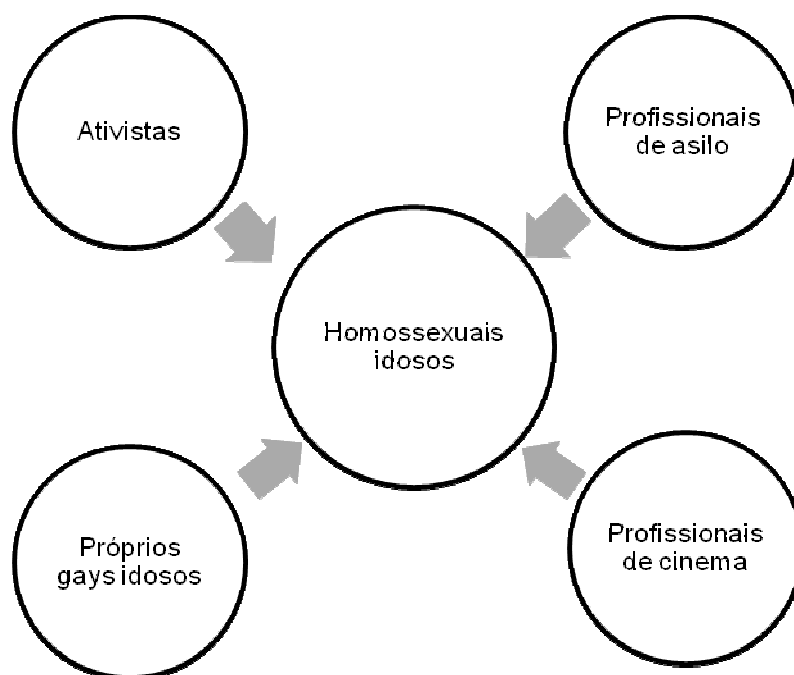 Ativistas
Profissionais
de asilo
Homossexuais
idosos
Próprios
gays idosos
Profissionais
de cinema